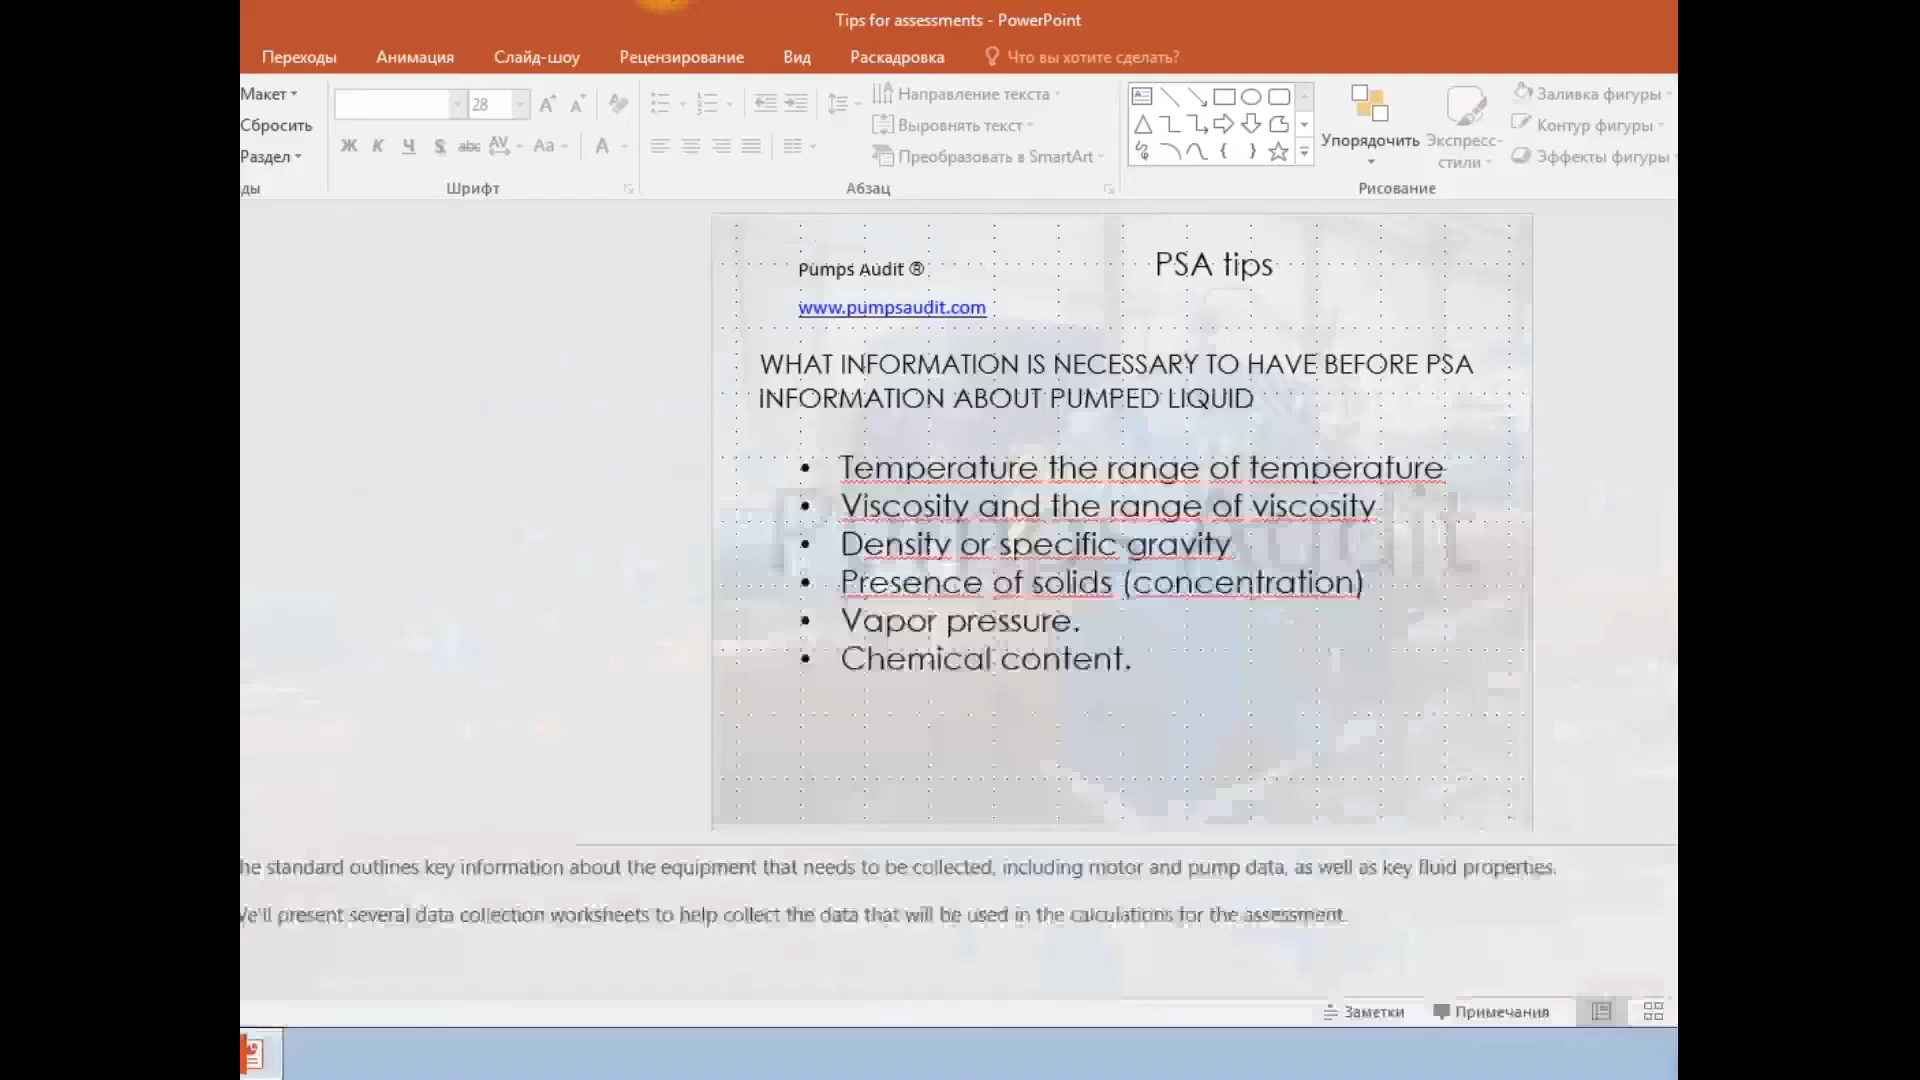 Tips for assessments - PowerPoint
Переходы Анимация Слайд-шоу Рецензирование Вид Раскадровка Что вы хотите сделать?
Макет
Сбросить
Раздел
ды
28
Ж К Ч S abc AV Aa A
Шрифт
Направление текста
Выровнять текст
Преобразовать в SmartArt
Абзац
Упорядочить
Экспресс-
стили
Заливка фигуры
Контур фигуры
Эффекты фигуры
Рисование
Pumps Audit ®
PSA tips
www.pumpsaudit.com
WHAT INFORMATION IS NECESSARY TO HAVE BEFORE PSA
INFORMATION ABOUT PUMPED LIQUID
• Temperature the range of temperature
• Viscosity and the range of viscosity
• Density or specific gravity
• Presence of solids (concentration)
• Vapor pressure.
• Chemical content.
he standard outlines key information about the equipment that needs to be collected, including motor and pump data, as well as key fluid properties.
e'll present several data collection worksheets to help collect the data that will be used in the calculations for the assessment.
Заметки Примечания